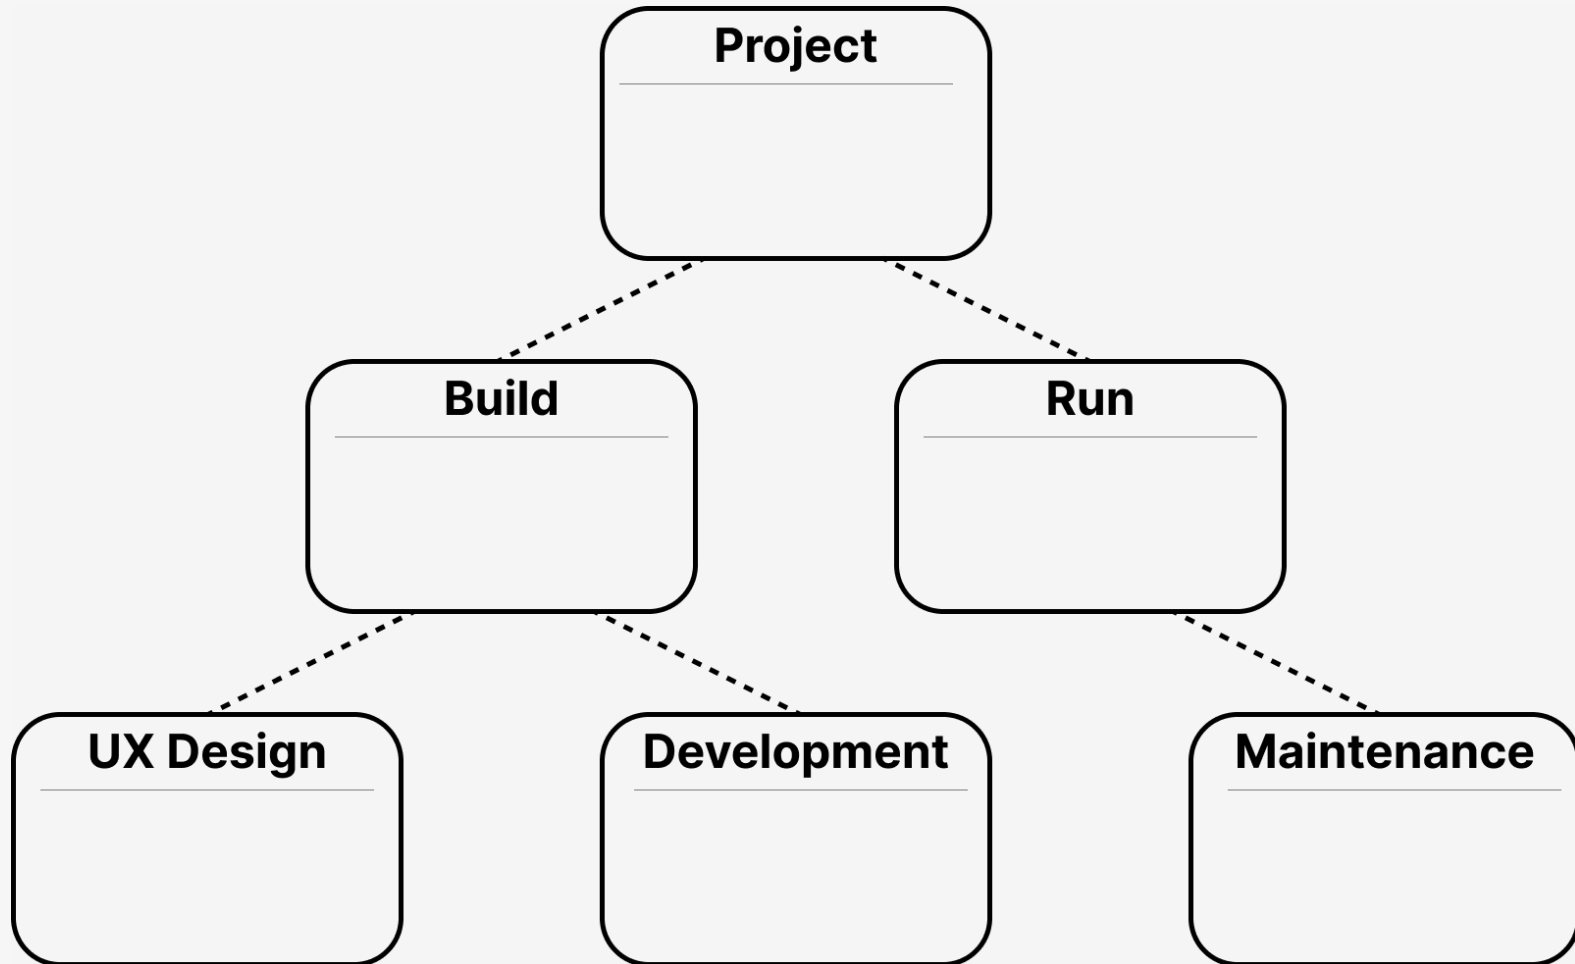 Project
Build
Run
UX Design
Development
Maintenance